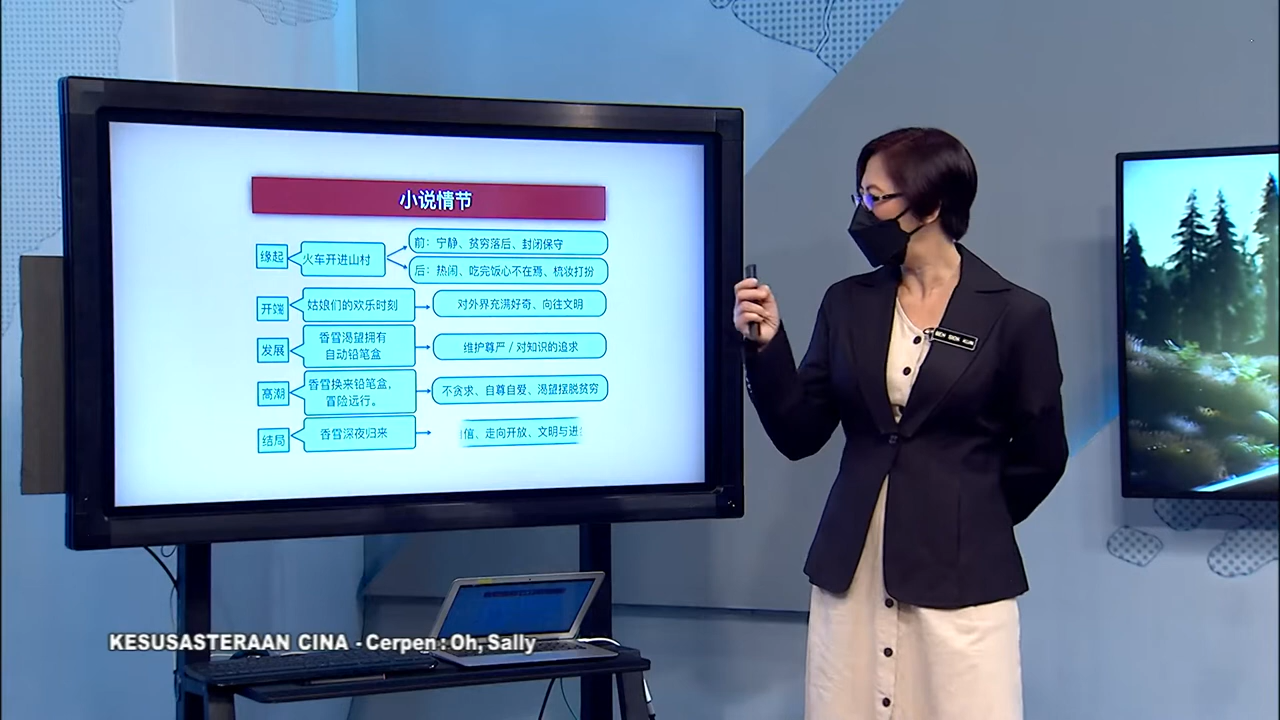 小说情节
缘起
火车开进山村
前：宁静、贫穷落后、封闭保守
后：热闹、吃完饭心不在焉、梳妆打扮
开端
姑娘们的欢乐时刻
对外界充满好奇、向往文明
发展
香雪渴望拥有
自动铅笔盒
维护尊严 / 对知识的追求
高潮
香雪换来铅笔盒，
冒险远行。
不贪求、自尊自爱、渴望摆脱贫穷
结局
香雪深夜归来
信、走向开放、文明与进
KESUSASTERAAN CINA - Cerpen : Oh, Sally